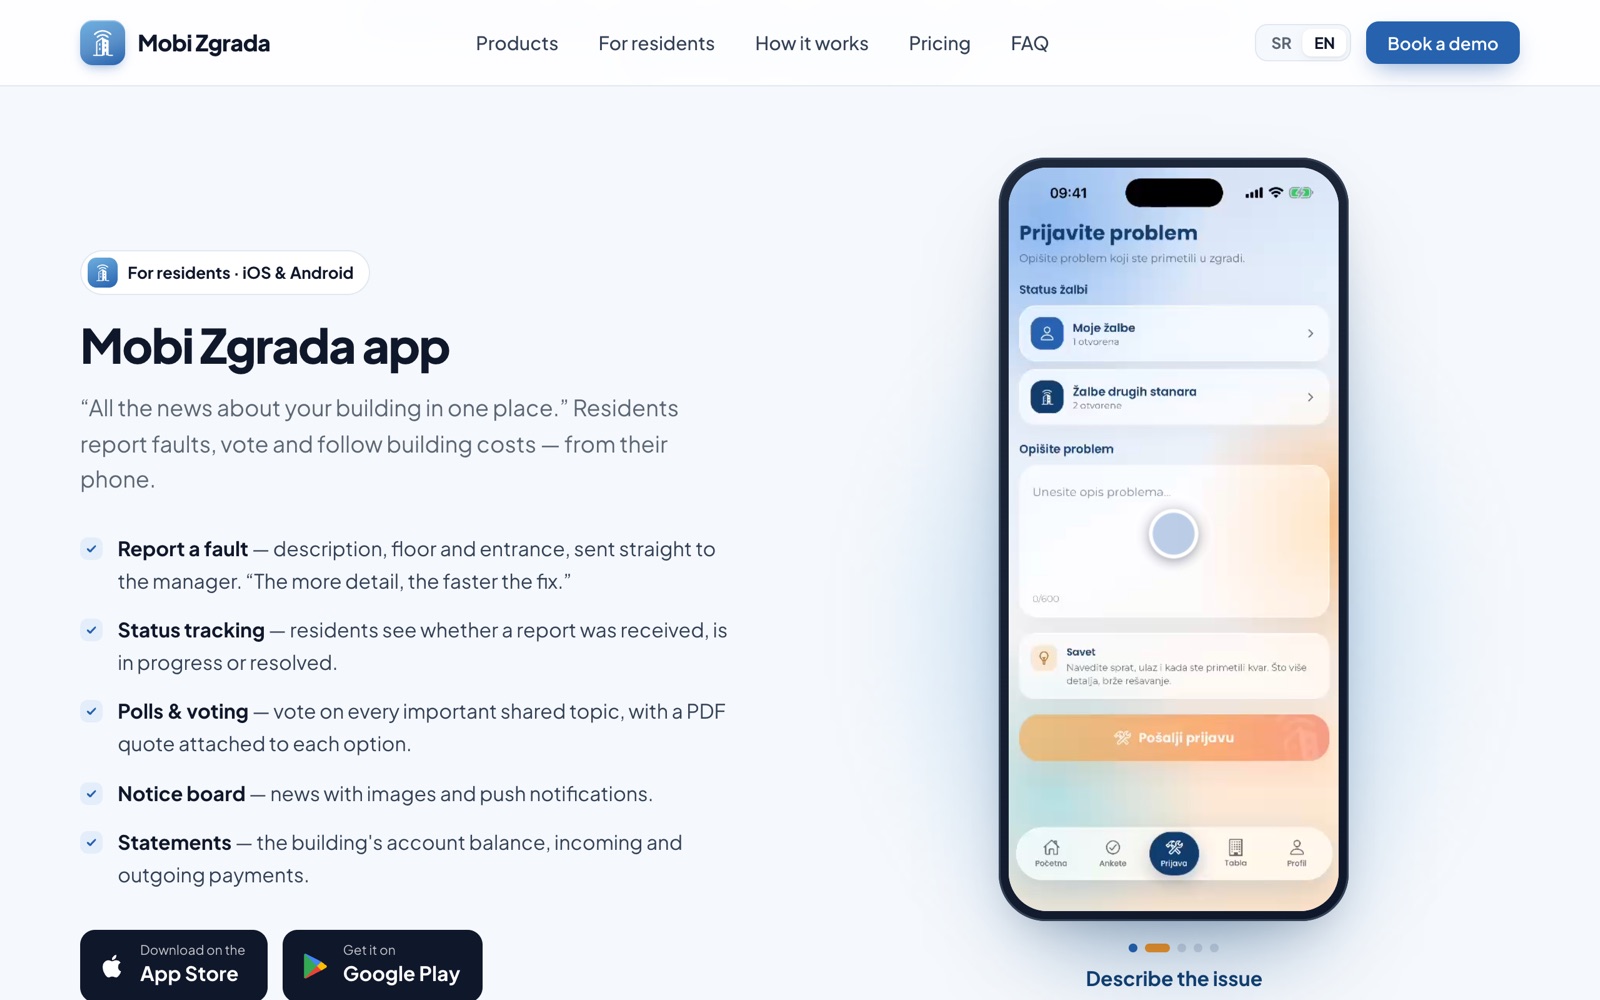 Mobi Zgrada
Products
For residents
How it works
Pricing
FAQ
SR
EN
Book a demo
For residents · iOS & Android
Mobi Zgrada app
“All the news about your building in one place.” Residents
report faults, vote and follow building costs — from their
phone.
Report a fault — description, floor and entrance, sent straight to
the manager. “The more detail, the faster the fix.”
Status tracking — residents see whether a report was received, is
in progress or resolved.
Polls & voting — vote on every important shared topic, with a PDF
quote attached to each option.
Notice board — news with images and push notifications.
Statements — the building's account balance, incoming and
outgoing payments.
Download on the
App Store
Get it on
Google Play
09:41
Prijavite problem
Opišite problem koji ste primetili u zgradi.
Status žalbi
Moje žalbe
1 otvorena
Žalbe drugih stanara
2 otvorene
Opišite problem
Unesite opis problema...
0/600
Savet
Navedite sprat, ulaz i kada ste primetili kvar. Što više
detalja, brže rešavanje.
Pošalji prijavu
Početna
Ankete
Prijava
Tabla
Profil
Describe the issue